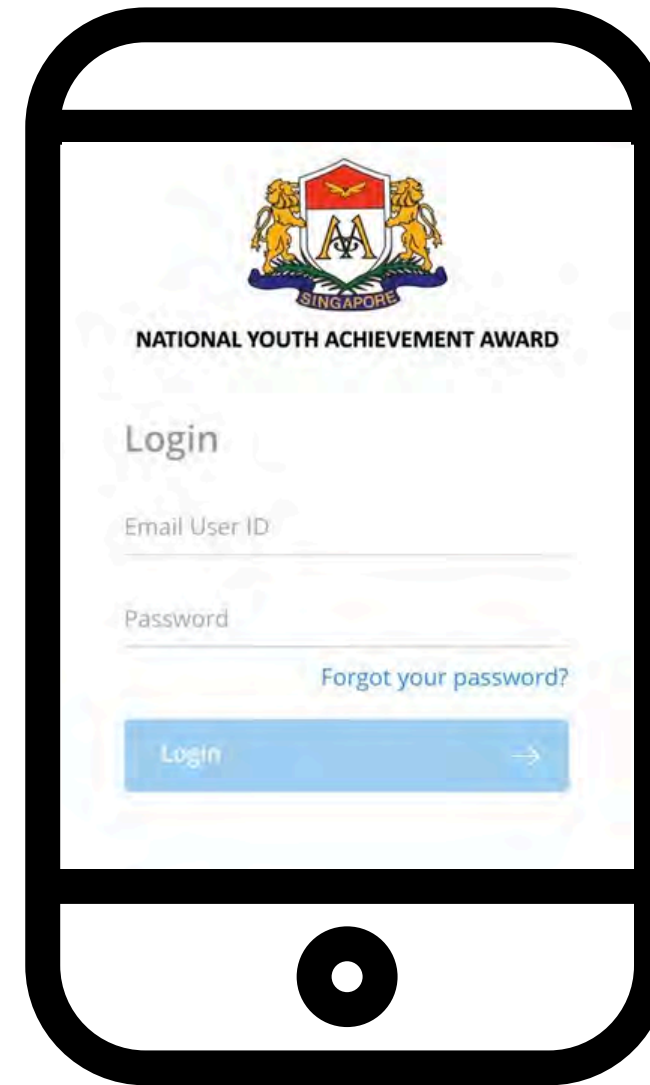 SINGAPORE
NATIONAL YOUTH ACHIEVEMENT AWARD
Login
Email User ID
Password
Forgot your password?
Login